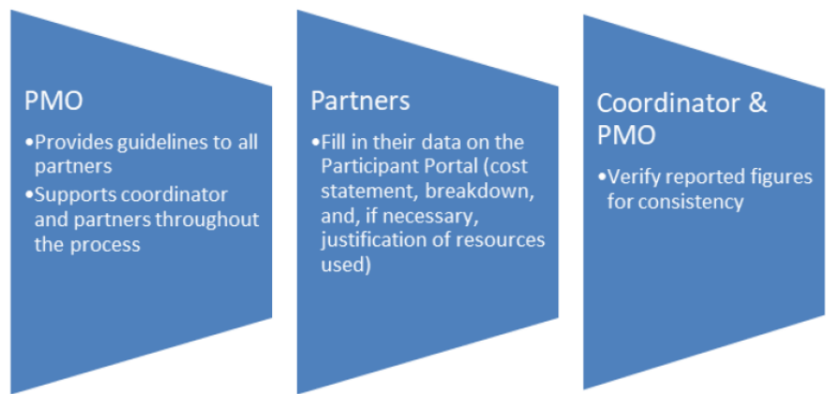 PMO
•Provides guidelines to all
partners
•Supports coordinator
and partners throughout
the process
Partners
•Fill in their data on the
Participant Portal (cost
statement, breakdown,
and, if necessary,
justification of resources
used)
Coordinator &
PMO
•Verify reported figures
for consistency